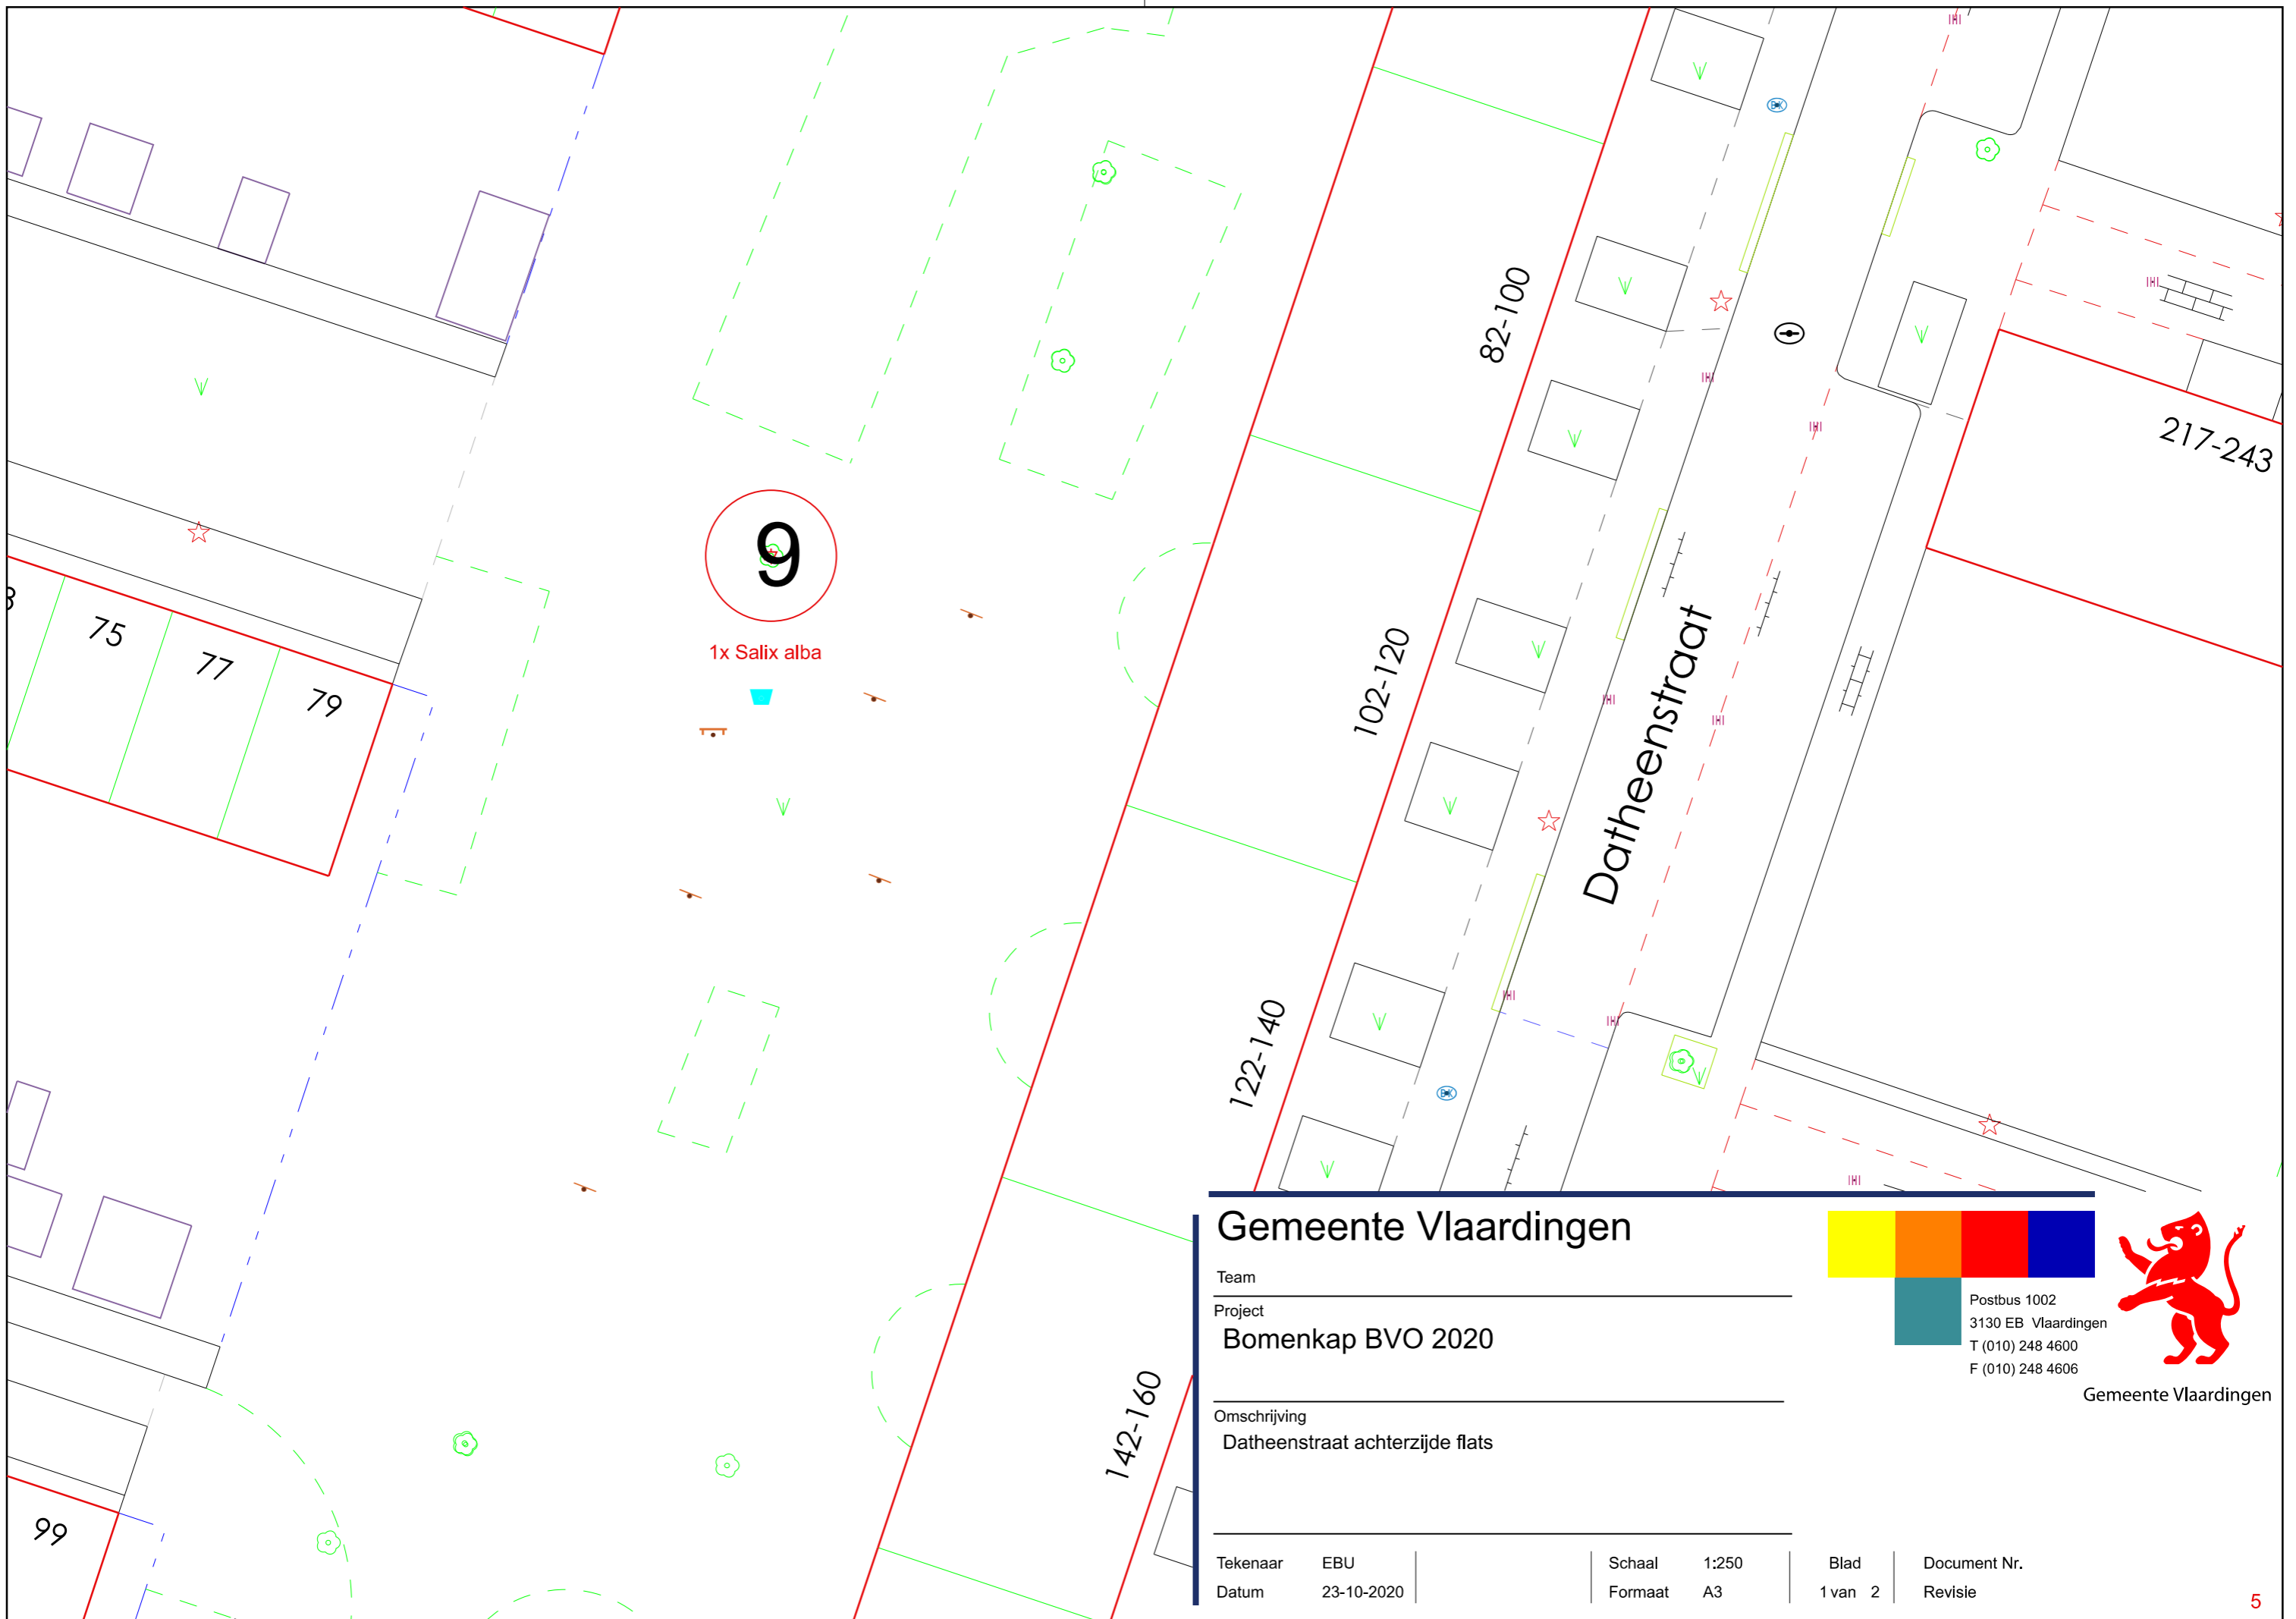 82-100
217-243
9
1x Salix alba
75
77
79
102-120
Datheenstraat
122-140
142-160
99
Gemeente Vlaardingen
Team
Project
Bomenkap BVO 2020
Omschrijving
Datheenstraat achterzijde flats
Tekenaar EBU Schaal 1:250 Blad Document Nr.
Datum 23-10-2020 Formaat A3 1 van 2 Revisie
Postbus 1002
3130 EB Vlaardingen
T (010) 248 4600
F (010) 248 4606
Gemeente Vlaardingen
5